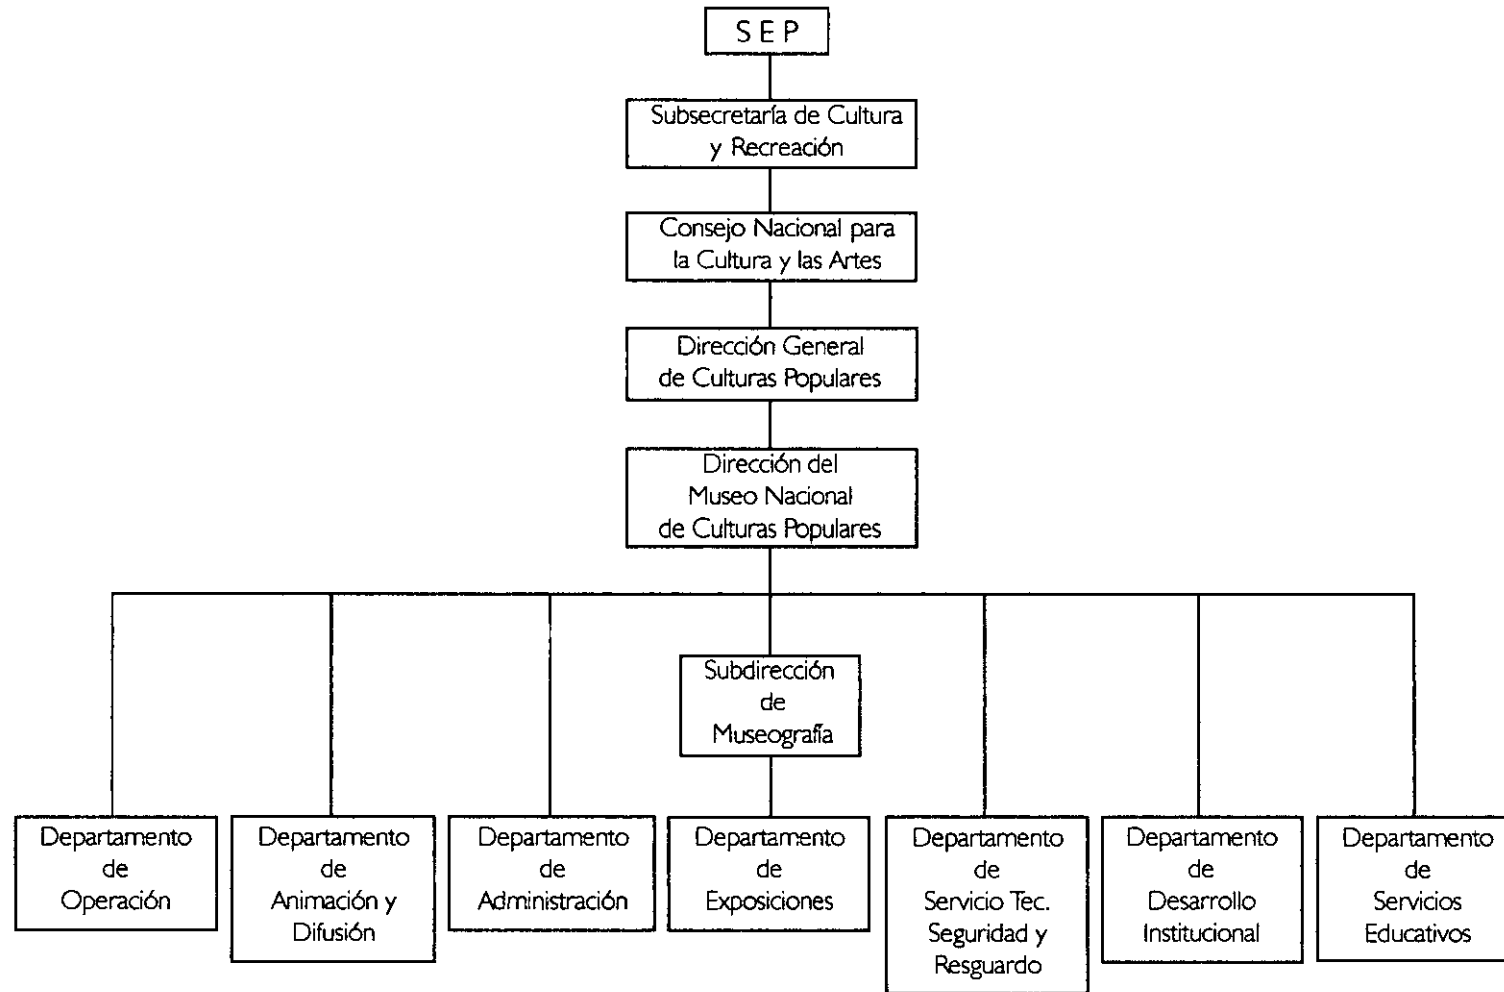 S E P
Subsecretaría de Cultura
y Recreación
Consejo Nacional para
la Cultura y las Artes
Dirección General
de Culturas Populares
Dirección del
Museo Nacional
de Culturas Populares
Subdirección
de
Museografía
Departamento
de
Operación
Departamento
de
Animación y
Difusión
Departamento
de
Administración
Departamento
de
Exposiciones
Departamento
de
Servicio Tec.
Seguridad y
Resguardo
Departamento
de
Desarrollo
Institucional
Departamento
de
Servicios
Educativos